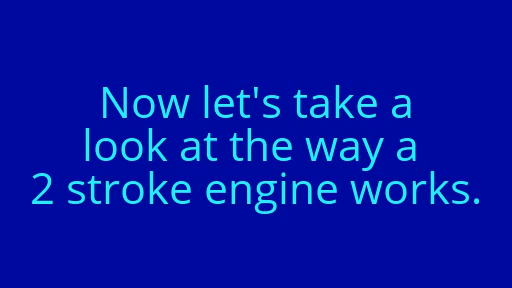 Now let's take a
look at the way a
2 stroke engine works.